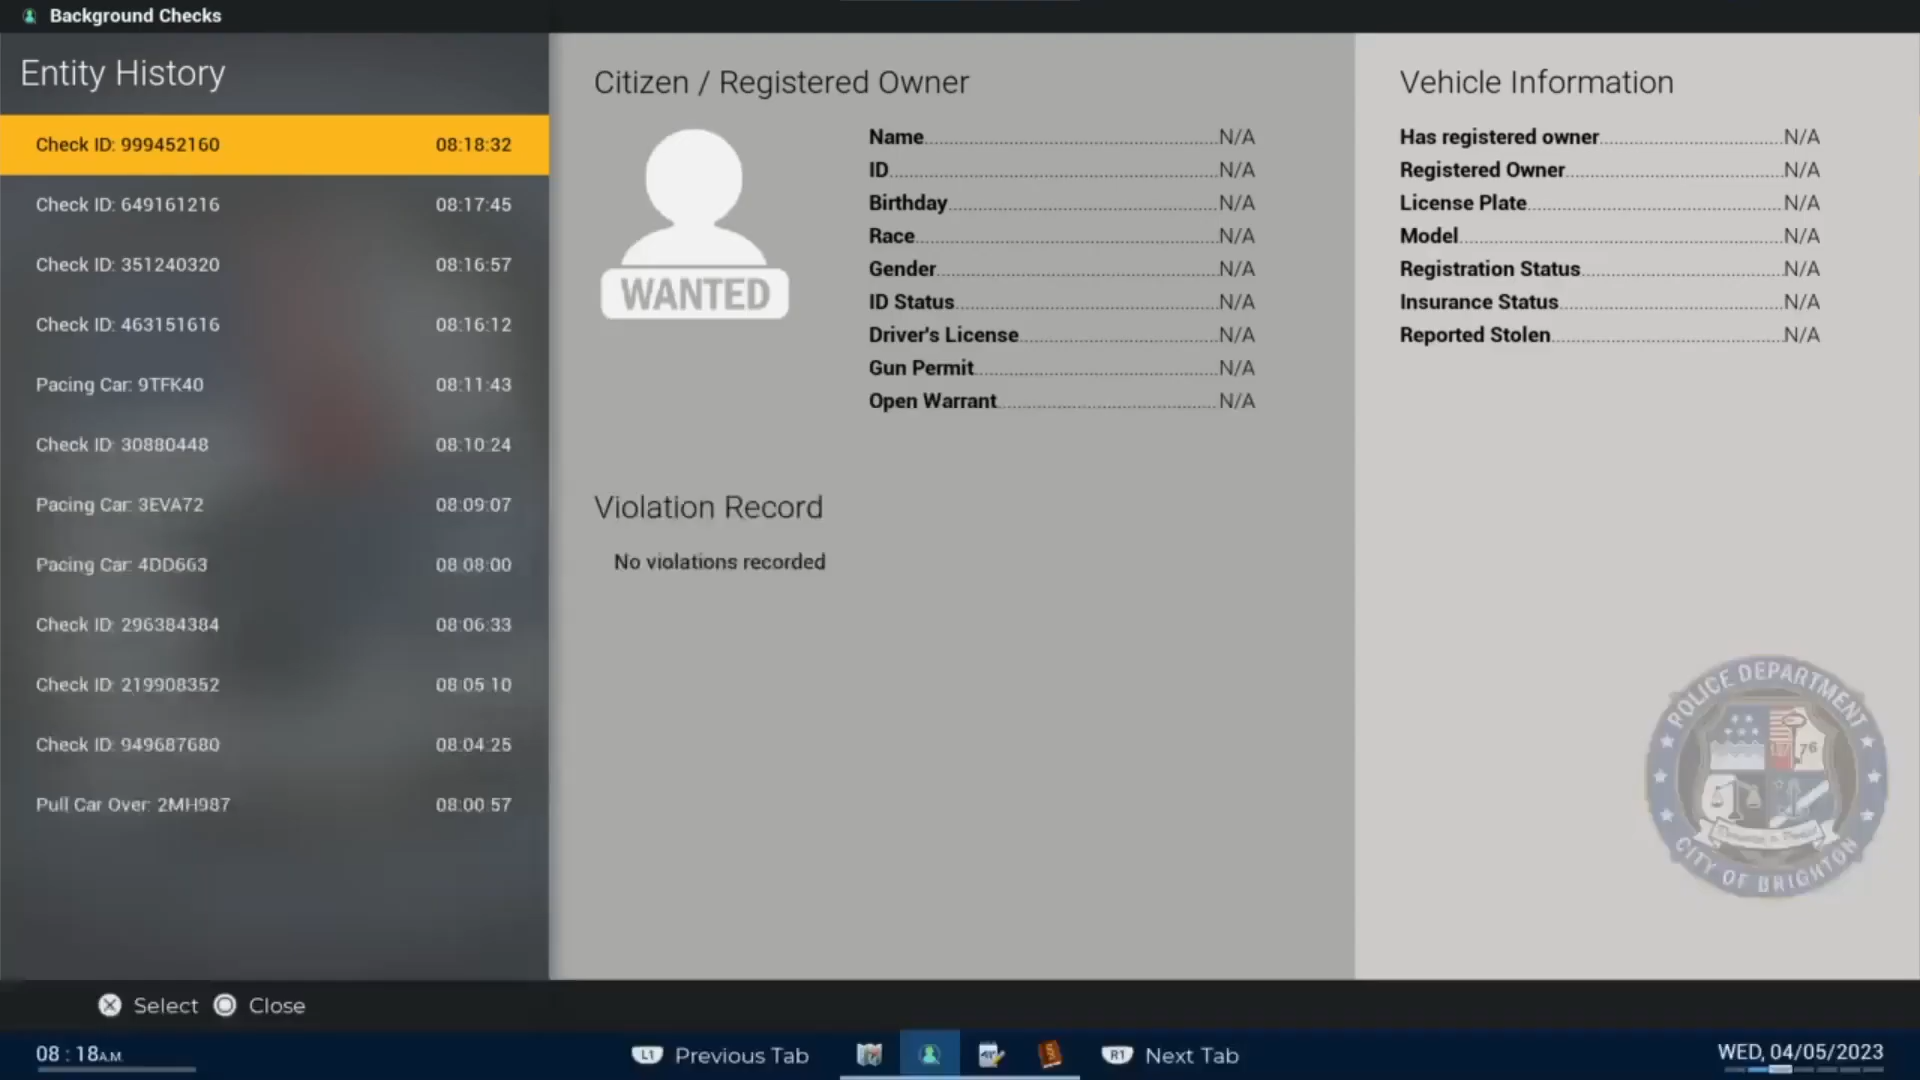 Background Checks
Entity History
Check ID: 999452160 08:18:32
Check ID: 649161216 08:17:45
Check ID: 351240320 08:16:57
Check ID: 463151616 08:16:12
Pacing Car: 9TFK40 08:11:43
Check ID: 30880448 08:10:24
Pacing Car: 3EVA72 08:09:07
Pacing Car: 4DD663 08:08:00
Check ID: 296384384 08:06:33
Check ID: 219908352 08:05:10
Check ID: 949687680 08:04:25
Pull Car Over: 2MH987 08:00:57
Citizen / Registered Owner
WANTED
Name N/A
ID N/A
Birthday N/A
Race N/A
Gender N/A
ID Status N/A
Driver's License N/A
Gun Permit N/A
Open Warrant N/A
Violation Record
No violations recorded
Vehicle Information
Has registered owner N/A
Registered Owner N/A
License Plate N/A
Model N/A
Registration Status N/A
Insurance Status N/A
Reported Stolen N/A
POLICE DEPARTMENT
17 76
CITY OF BRIGHTON
Select Close
08 : 18 A.M.
L1 Previous Tab
R1 Next Tab
WED, 04/05/2023